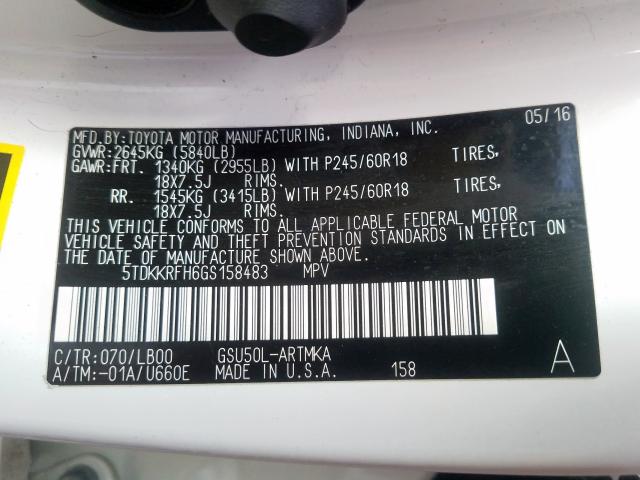 05/16
MFD.BY:TOYOTA MOTOR MANUFACTURING, INDIANA, INC.
GVWR:2645KG (5840LB)
GAWR:FRT. 1340KG (2955LB) WITH P245/60R18 TIRES,
18X7.5J RIMS.
RR. 1545KG (3415LB) WITH P245/60R18 TIRES,
18X7.5J RIMS.
THIS VEHICLE CONFORMS TO ALL APPLICABLE FEDERAL MOTOR
VEHICLE SAFETY AND THEFT PREVENTION STANDARDS IN EFFECT ON
THE DATE OF MANUFACTURE SHOWN ABOVE.
5TDKKRFH6GS158483 MPV
C/TR:070/LB00 GSU50L-ARTMKA
A/TM:-01A/U660E MADE IN U.S.A. 158 A